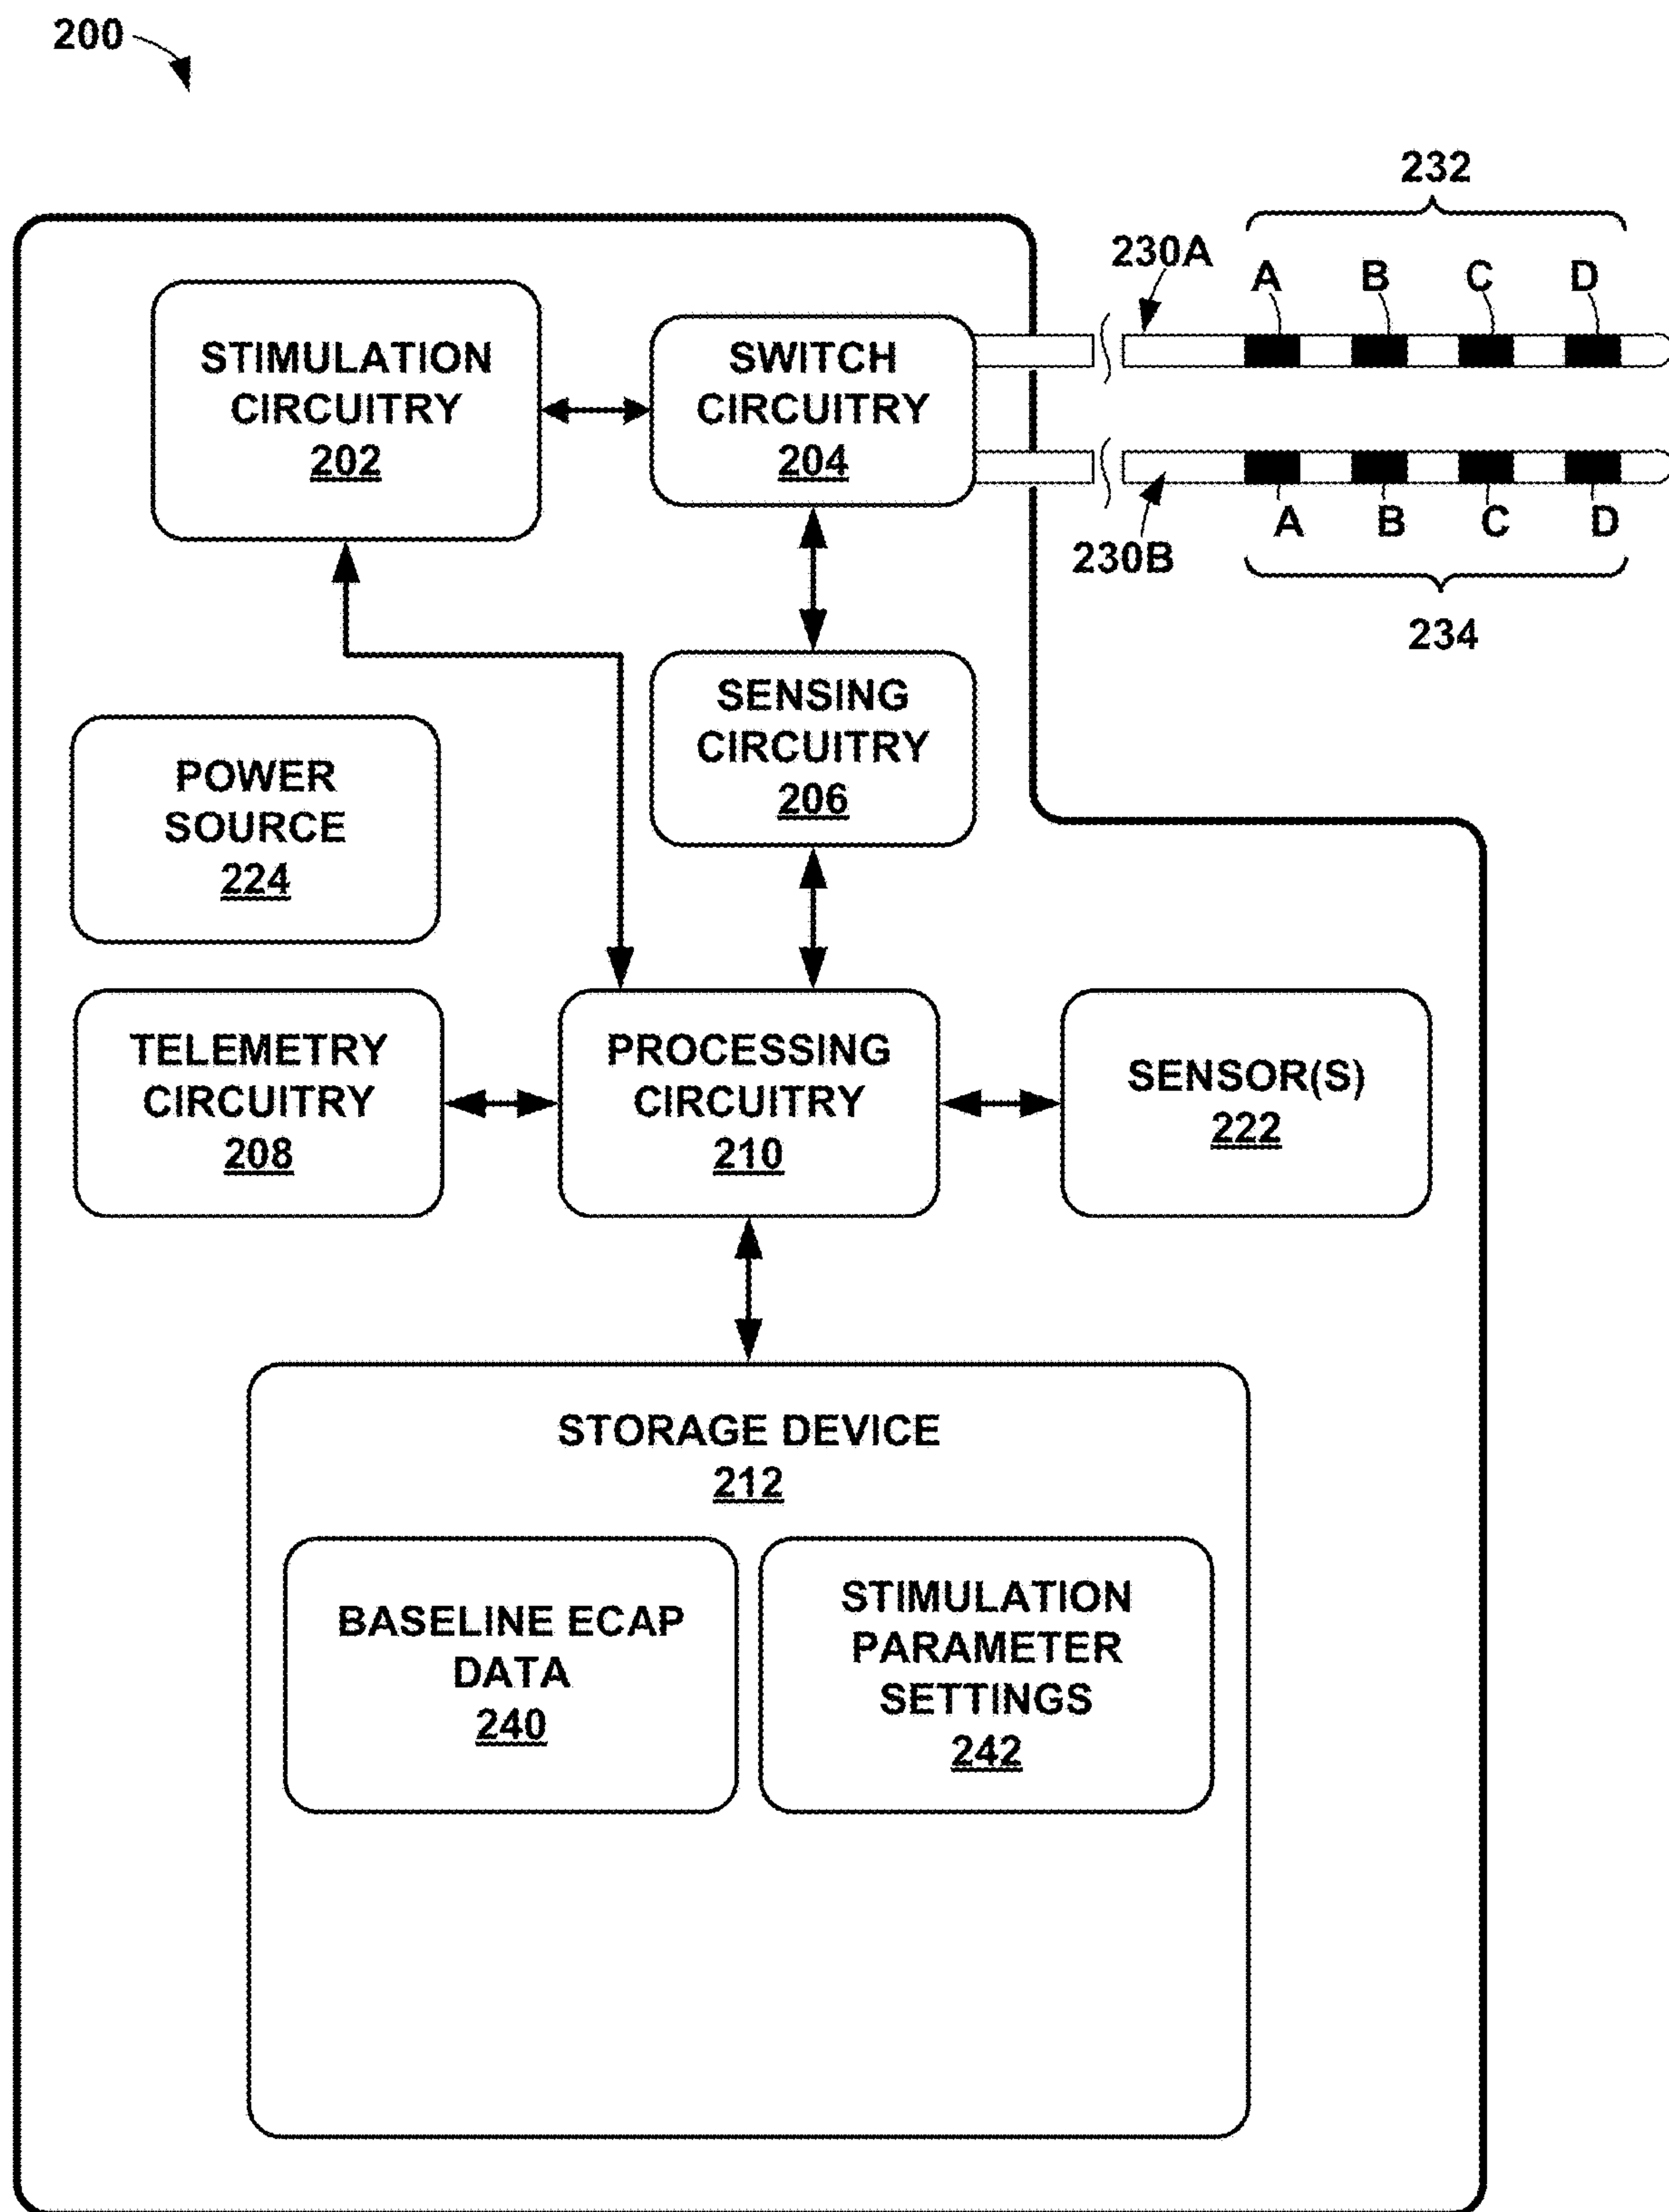 200
232
230A
A B C D
STIMULATION
CIRCUITRY
202
SWITCH
CIRCUITRY
204
A B C D
230B
234
SENSING
CIRCUITRY
206
POWER
SOURCE
224
TELEMETRY
CIRCUITRY
208
PROCESSING
CIRCUITRY
210
SENSOR(S)
222
STORAGE DEVICE
212
BASELINE ECAP
DATA
240
STIMULATION
PARAMETER
SETTINGS
242